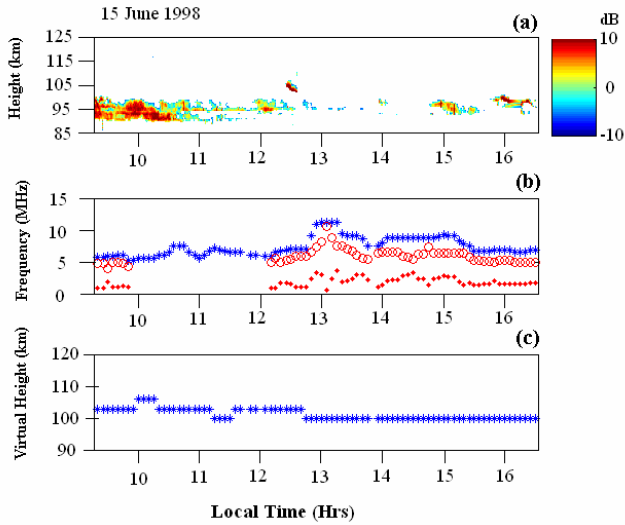 15 June 1998
(a)
dB
Height (km)
125
115
105
95
85
10
0
-10
10 11 12 13 14 15 16
(b)
Frequency (MHz)
15
10
5
0
10 11 12 13 14 15 16
(c)
Virtual Height (km)
120
110
100
90
10 11 12 13 14 15 16
Local Time (Hrs)